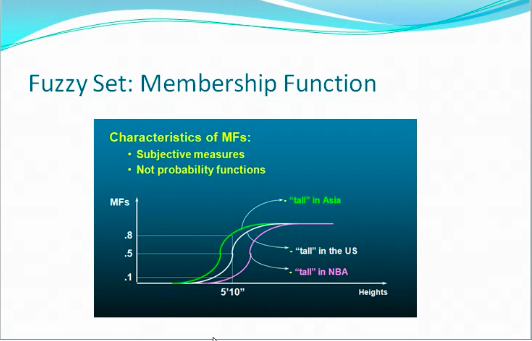 Fuzzy Set: Membership Function
Characteristics of MFs:
• Subjective measures
• Not probability functions
MFs
"tall" in Asia
.8
.5
"tall" in the US
"tall" in NBA
.1
5'10"
Heights